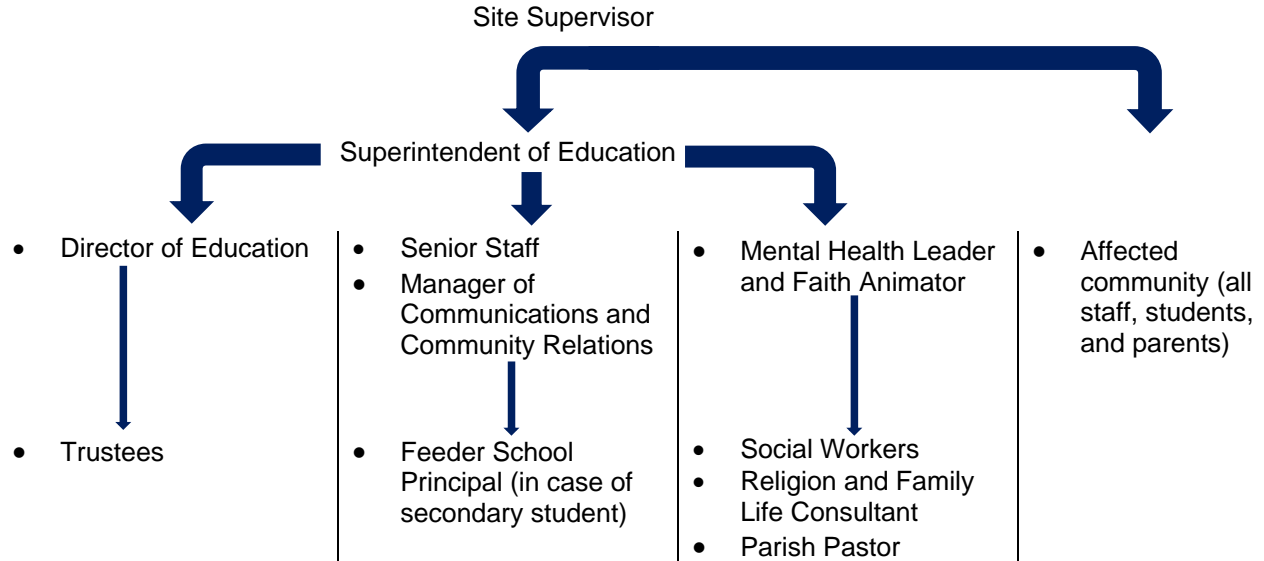 Site Supervisor
Superintendent of Education
• Director of Education
• Trustees
• Senior Staff
• Manager of
Communications and
Community Relations
• Feeder School
Principal (in case of
secondary student)
• Mental Health Leader
and Faith Animator
• Social Workers
• Religion and Family
Life Consultant
• Parish Pastor
• Affected
community (all
staff, students,
and parents)